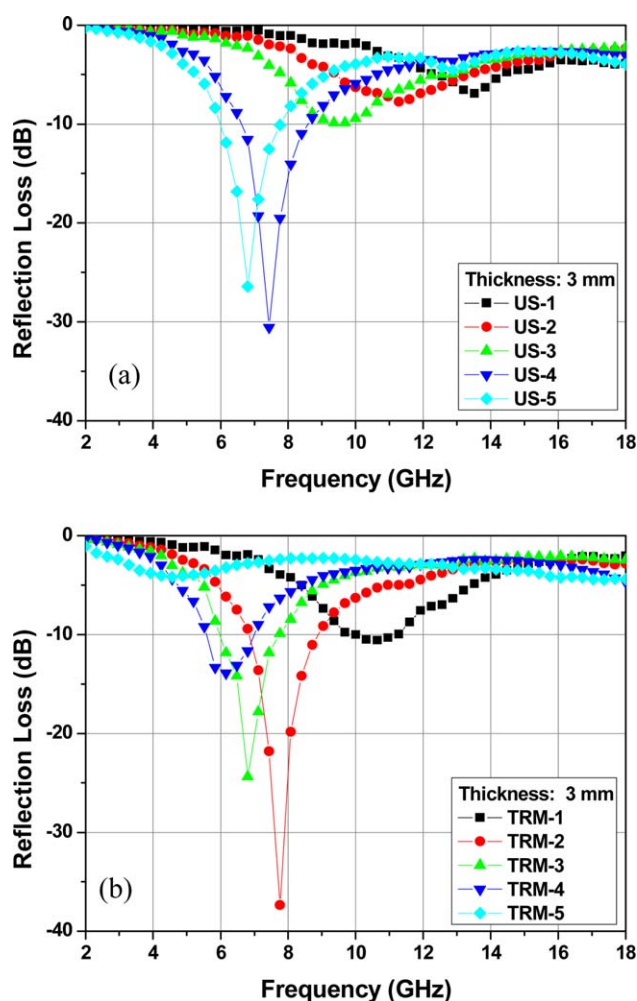 0
-10
-20
-30
-40
Reflection Loss (dB)
(a)
Thickness: 3 mm
US-1
US-2
US-3
US-4
US-5
2 4 6 8 10 12 14 16 18
Frequency (GHz)
0
-10
-20
-30
-40
Reflection Loss (dB)
(b)
Thickness: 3 mm
TRM-1
TRM-2
TRM-3
TRM-4
TRM-5
2 4 6 8 10 12 14 16 18
Frequency (GHz)